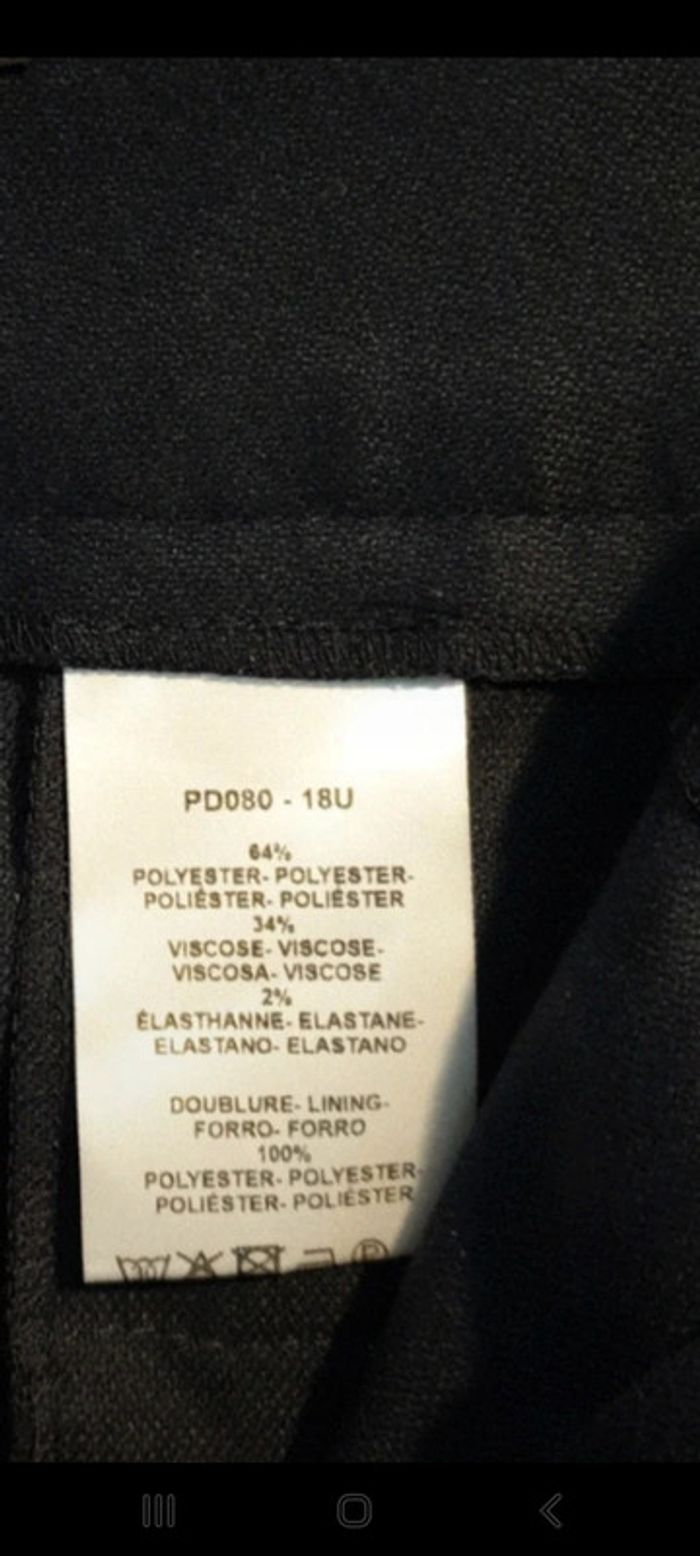 PD080 - 18U
64%
POLYESTER- POLYESTER-
POLIÉSTER- POLIÉSTER
34%
VISCOSE- VISCOSE-
VISCOSA- VISCOSE
2%
ÉLASTHANNE- ELASTANE-
ELASTANO- ELASTANO
DOUBLURE- LINING-
FORRO- FORRO
100%
POLYESTER- POLYESTER-
POLIÉSTER- POLIÉSTER
P